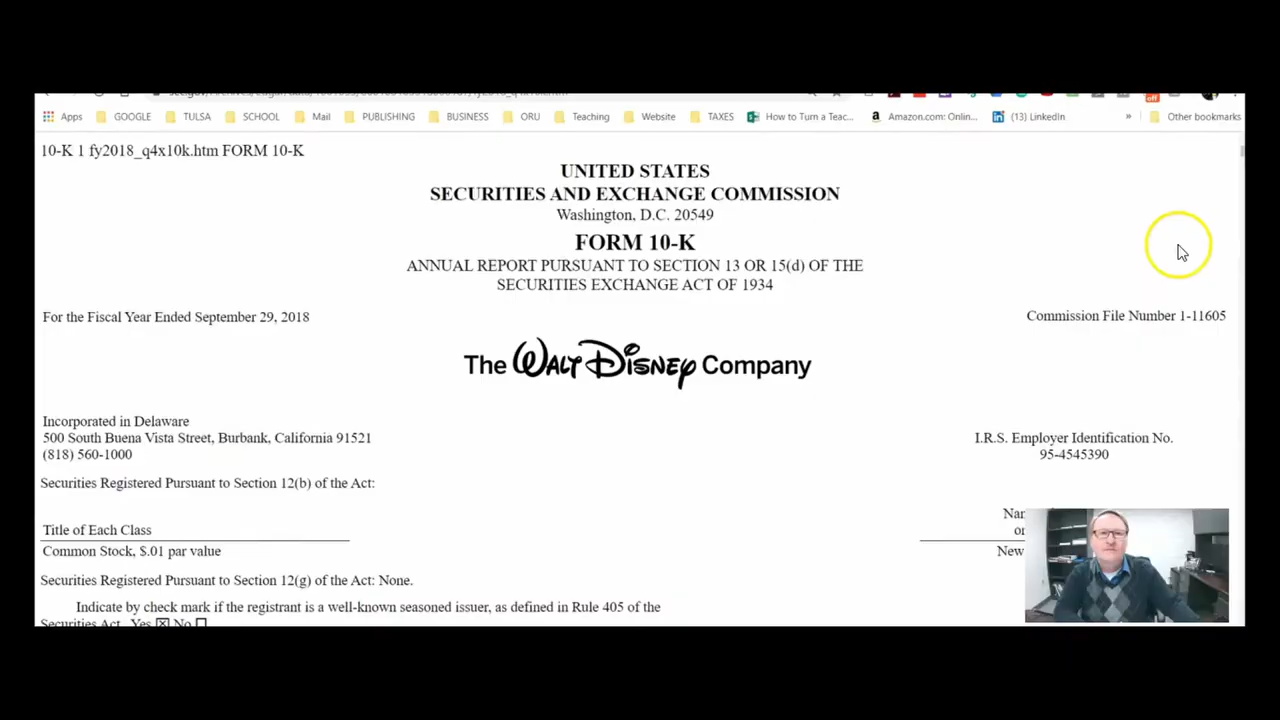 Apps GOOGLE TULSA SCHOOL Mail PUBLISHING BUSINESS ORU Teaching Website TAXES How to Turn a Teac... Amazon.com: Onlin... (13) LinkedIn » Other bookmarks
off
10-K 1 fy2018_q4x10k.htm FORM 10-K
UNITED STATES
SECURITIES AND EXCHANGE COMMISSION
Washington, D.C. 20549
FORM 10-K
ANNUAL REPORT PURSUANT TO SECTION 13 OR 15(d) OF THE
SECURITIES EXCHANGE ACT OF 1934
For the Fiscal Year Ended September 29, 2018 Commission File Number 1-11605
The WALT DISNEY Company
Incorporated in Delaware
500 South Buena Vista Street, Burbank, California 91521 I.R.S. Employer Identification No.
(818) 560-1000 95-4545390
Securities Registered Pursuant to Section 12(b) of the Act:
Title of Each Class
Common Stock, $.01 par value New
Securities Registered Pursuant to Section 12(g) of the Act: None.
Indicate by check mark if the registrant is a well-known seasoned issuer, as defined in Rule 405 of the
Securities Act. Yes ☒ No ☐